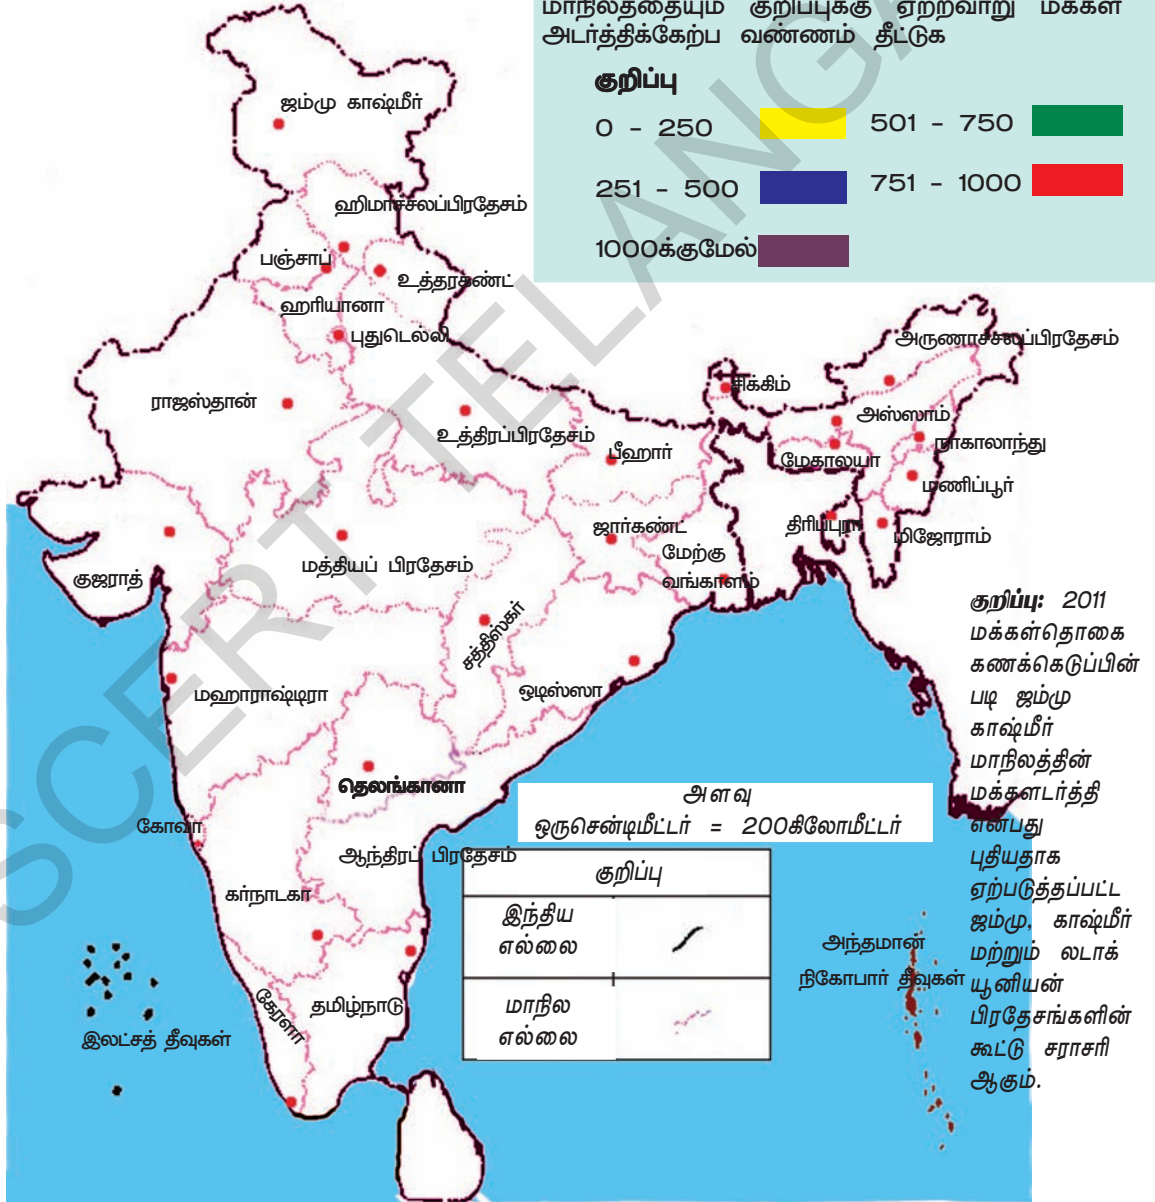 மாநிலத்தையும் குறிப்புக்கு ஏற்றவாறு மக்கள்
அடர்த்திக்கேற்ப வண்ணம் தீட்டுக
குறிப்பு
0 - 250
501 - 750
251 - 500
751 - 1000
1000க்குமேல்
ஜம்மு காஷ்மீர்
ஹிமாச்சலப்பிரதேசம்
பஞ்சாப்
உத்தரகண்ட்
ஹரியானா
புதுடெல்லி
அருணாச்சலப்பிரதேசம்
சிக்கிம்
ராஜஸ்தான்
அஸ்ஸாம்
உத்திரப்பிரதேசம்
நாகாலாந்து
பீஹார்
மேகாலயா
மணிப்பூர்
ஜார்கண்ட்
திரிப்புரா
மிஜோராம்
மேற்கு
வங்காளம்
மத்தியப் பிரதேசம்
குஜராத்
சத்திஸ்கர்
ஒடிஸ்ஸா
மஹாராஷ்டிரா
தெலங்கானா
கோவா
ஆந்திரப் பிரதேசம்
கர்நாடகா
தமிழ்நாடு
கேரளா
இலட்சத் தீவுகள்
அந்தமான்
நிகோபார் தீவுகள்
அளவு
ஒருசென்டிமீட்டர் = 200கிலோமீட்டர்
குறிப்பு
இந்திய
எல்லை
மாநில
எல்லை
குறிப்பு: 2011
மக்கள்தொகை
கணக்கெடுப்பின்
படி ஜம்மு
காஷ்மீர்
மாநிலத்தின்
மக்களடர்த்தி
என்பது
புதியதாக
ஏற்படுத்தப்பட்ட
ஜம்மு, காஷ்மீர்
மற்றும் லடாக்
யூனியன்
பிரதேசங்களின்
கூட்டு சராசரி
ஆகும்.
SCERT TELANGA